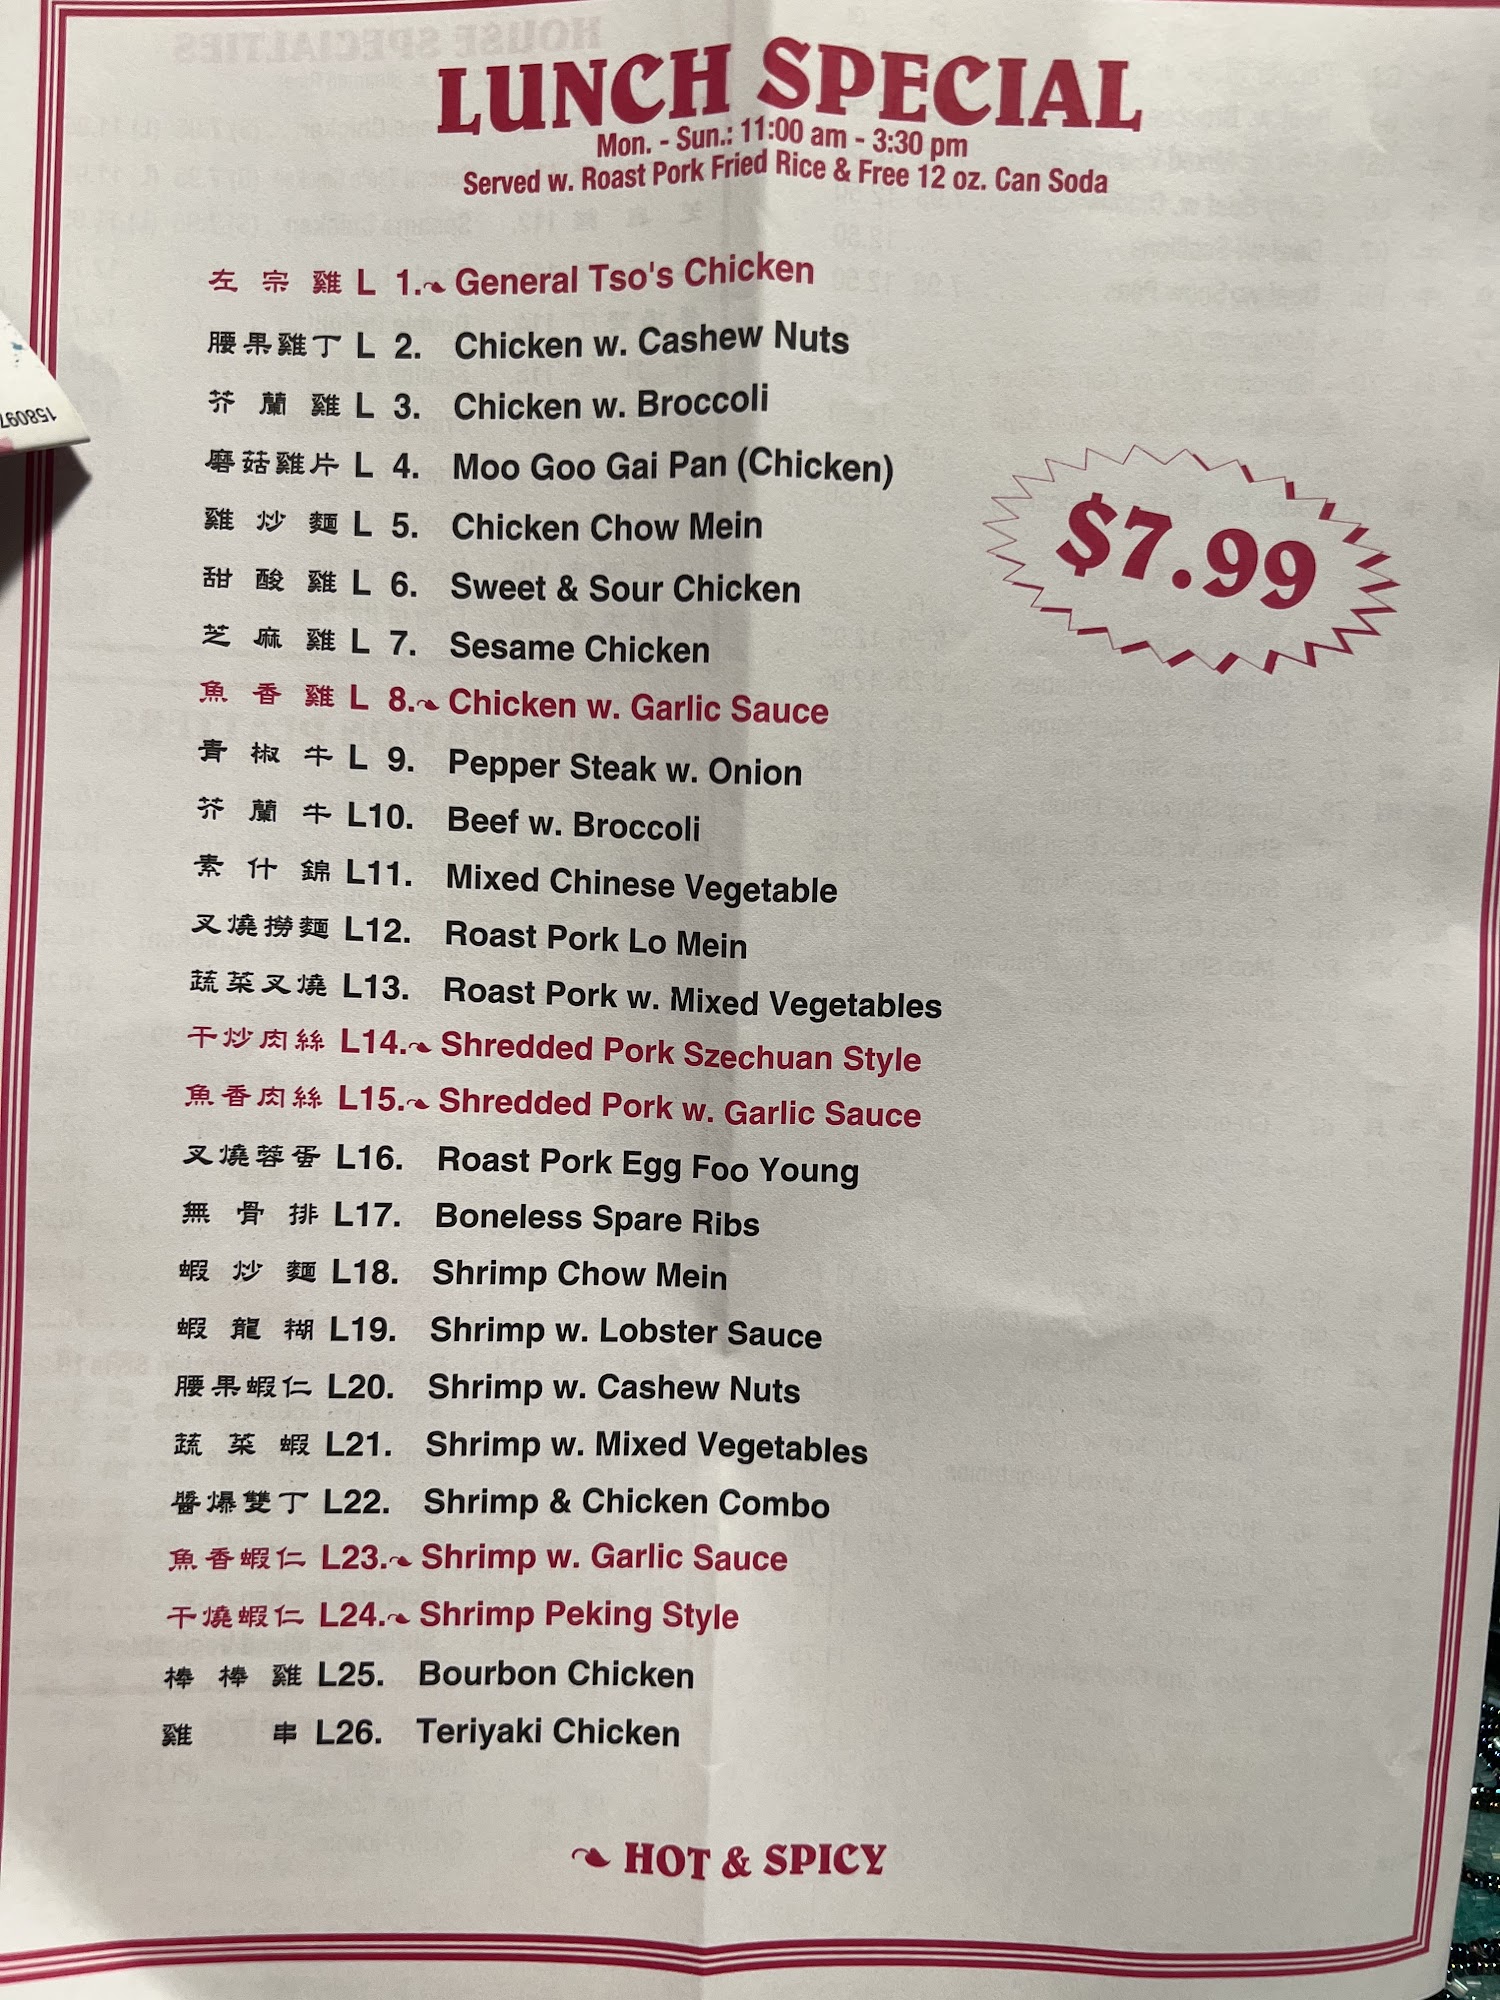 LUNCH SPECIAL
Mon. - Sun.: 11:00 am - 3:30 pm
Served w. Roast Pork Fried Rice & Free 12 oz. Can Soda
左宗雞 L 1. General Tso's Chicken
腰果雞丁 L 2. Chicken w. Cashew Nuts
芥蘭雞 L 3. Chicken w. Broccoli
磨菇雞片 L 4. Moo Goo Gai Pan (Chicken)
雞炒麵 L 5. Chicken Chow Mein
甜酸雞 L 6. Sweet & Sour Chicken
芝麻雞 L 7. Sesame Chicken
魚香雞 L 8. Chicken w. Garlic Sauce
青椒牛 L 9. Pepper Steak w. Onion
芥蘭牛 L10. Beef w. Broccoli
素什錦 L11. Mixed Chinese Vegetable
叉燒撈麵 L12. Roast Pork Lo Mein
蔬菜叉燒 L13. Roast Pork w. Mixed Vegetables
干炒肉絲 L14. Shredded Pork Szechuan Style
魚香肉絲 L15. Shredded Pork w. Garlic Sauce
叉燒蓉蛋 L16. Roast Pork Egg Foo Young
無骨排 L17. Boneless Spare Ribs
蝦炒麵 L18. Shrimp Chow Mein
蝦龍糊 L19. Shrimp w. Lobster Sauce
腰果蝦仁 L20. Shrimp w. Cashew Nuts
蔬菜蝦 L21. Shrimp w. Mixed Vegetables
醬爆雙丁 L22. Shrimp & Chicken Combo
魚香蝦仁 L23. Shrimp w. Garlic Sauce
干燒蝦仁 L24. Shrimp Peking Style
棒棒雞 L25. Bourbon Chicken
雞串 L26. Teriyaki Chicken
$7.99
HOT & SPICY
158097